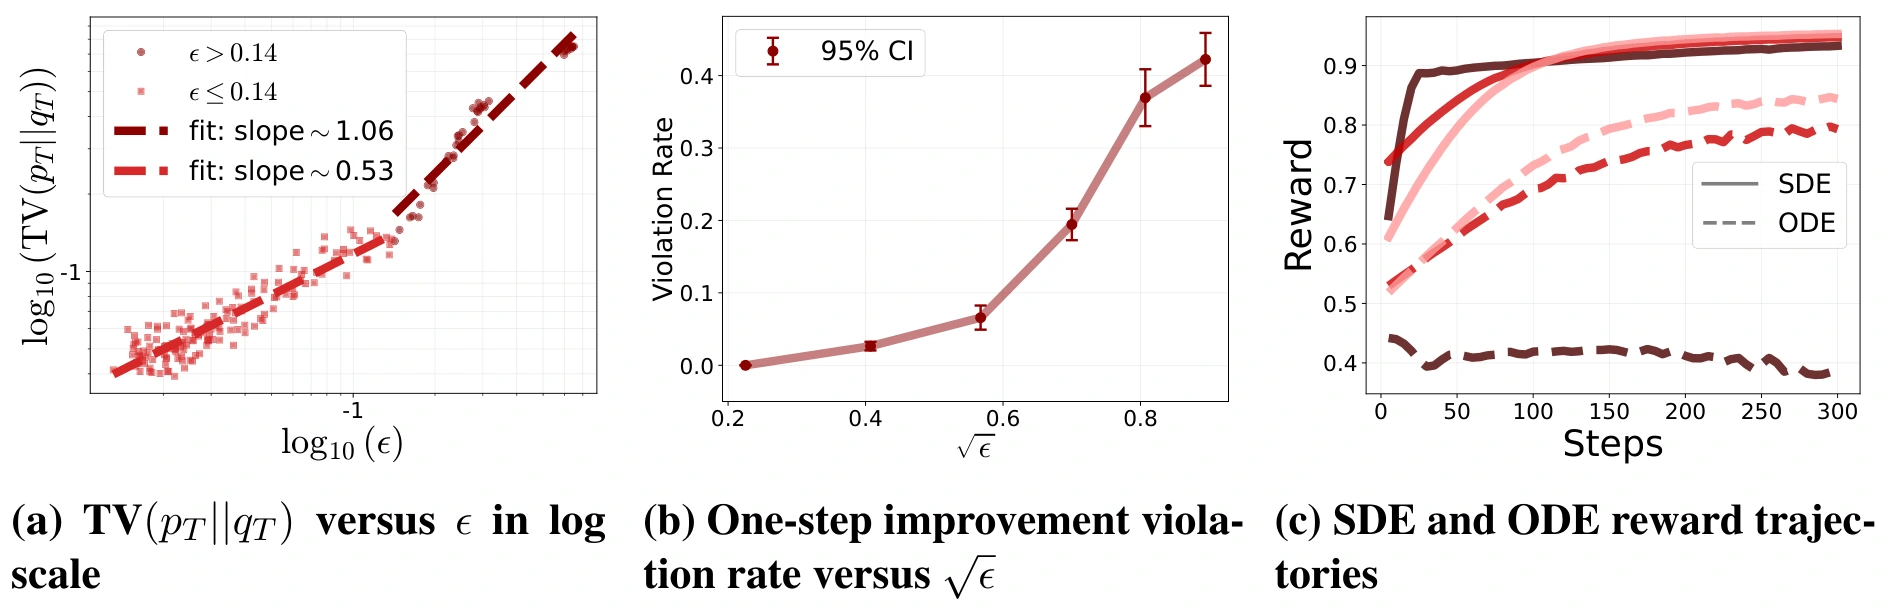 ϵ > 0.14
ϵ ≤ 0.14
fit: slope ~ 1.06
fit: slope ~ 0.53
log₁₀ (TV(p_T||q_T))
-1
-1
log₁₀ (ϵ)
95% CI
Violation Rate
0.4
0.3
0.2
0.1
0.0
0.2 0.4 0.6 0.8
√ϵ
SDE
ODE
Reward
0.9
0.8
0.7
0.6
0.5
0.4
0 50 100 150 200 250 300
Steps
(a) TV(p_T||q_T) versus ϵ in log
scale
(b) One-step improvement viola-
tion rate versus √ϵ
(c) SDE and ODE reward trajec-
tories